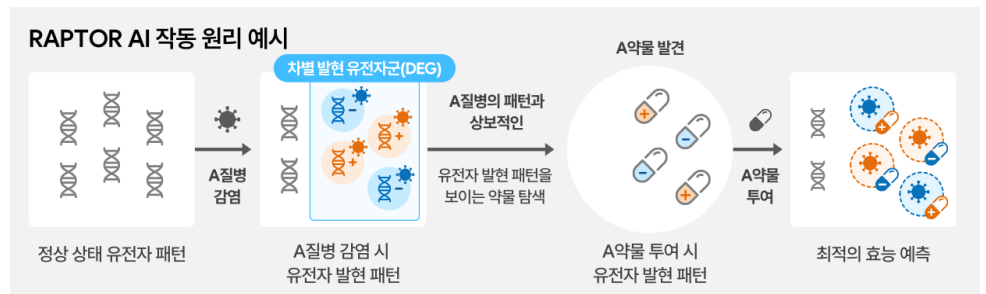 RAPTOR AI 작동 원리 예시
정상 상태 유전자 패턴
A질병
감염
차별 발현 유전자군(DEG)
A질병 감염 시
유전자 발현 패턴
A질병의 패턴과
상보적인
유전자 발현 패턴을
보이는 약물 탐색
A약물 발견
A약물 투여 시
유전자 발현 패턴
A약물
투여
최적의 효능 예측